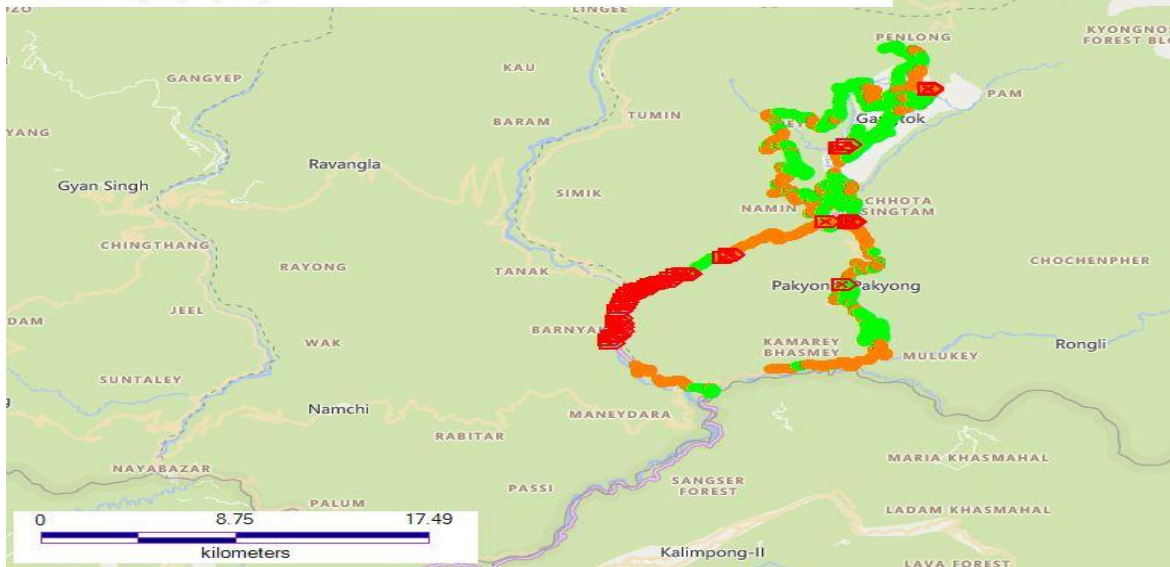 LINGEE
PENLONG
KYONGNOS
FOREST BLO
GANGYEP
KAU
PAM
TUMIN
BARAM
YANG
Ravangla
Gyan Singh
SIMIK
NAMIN
CHHOTA
SINGTAM
CHINGTHANG
RAYONG
TANAK
CHOCHENPHER
Pakyong
JEEL
DAM
WAK
KAMAREY
BHASMEY
MULUKEY
Rongli
SUNTALEY
Namchi
MANEYDARA
RABITAR
MARIA KHASMAHAL
NAYABAZAR
SANGSER
FOREST
PASSI
PALUM
LADAM KHASMAHAL
0 8.75 17.49
kilometers
Kalimpong-II
LAVA FOREST